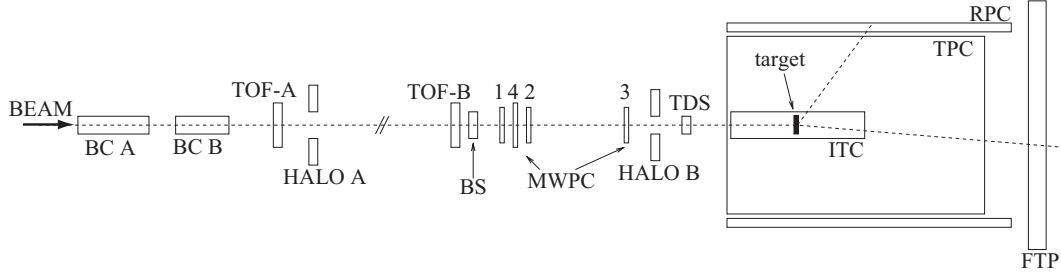 BEAM
BC A
BC B
TOF-A
HALO A
TOF-B
BS
1 4 2
MWPC
3
HALO B
TDS
target
ITC
TPC
RPC
FTP